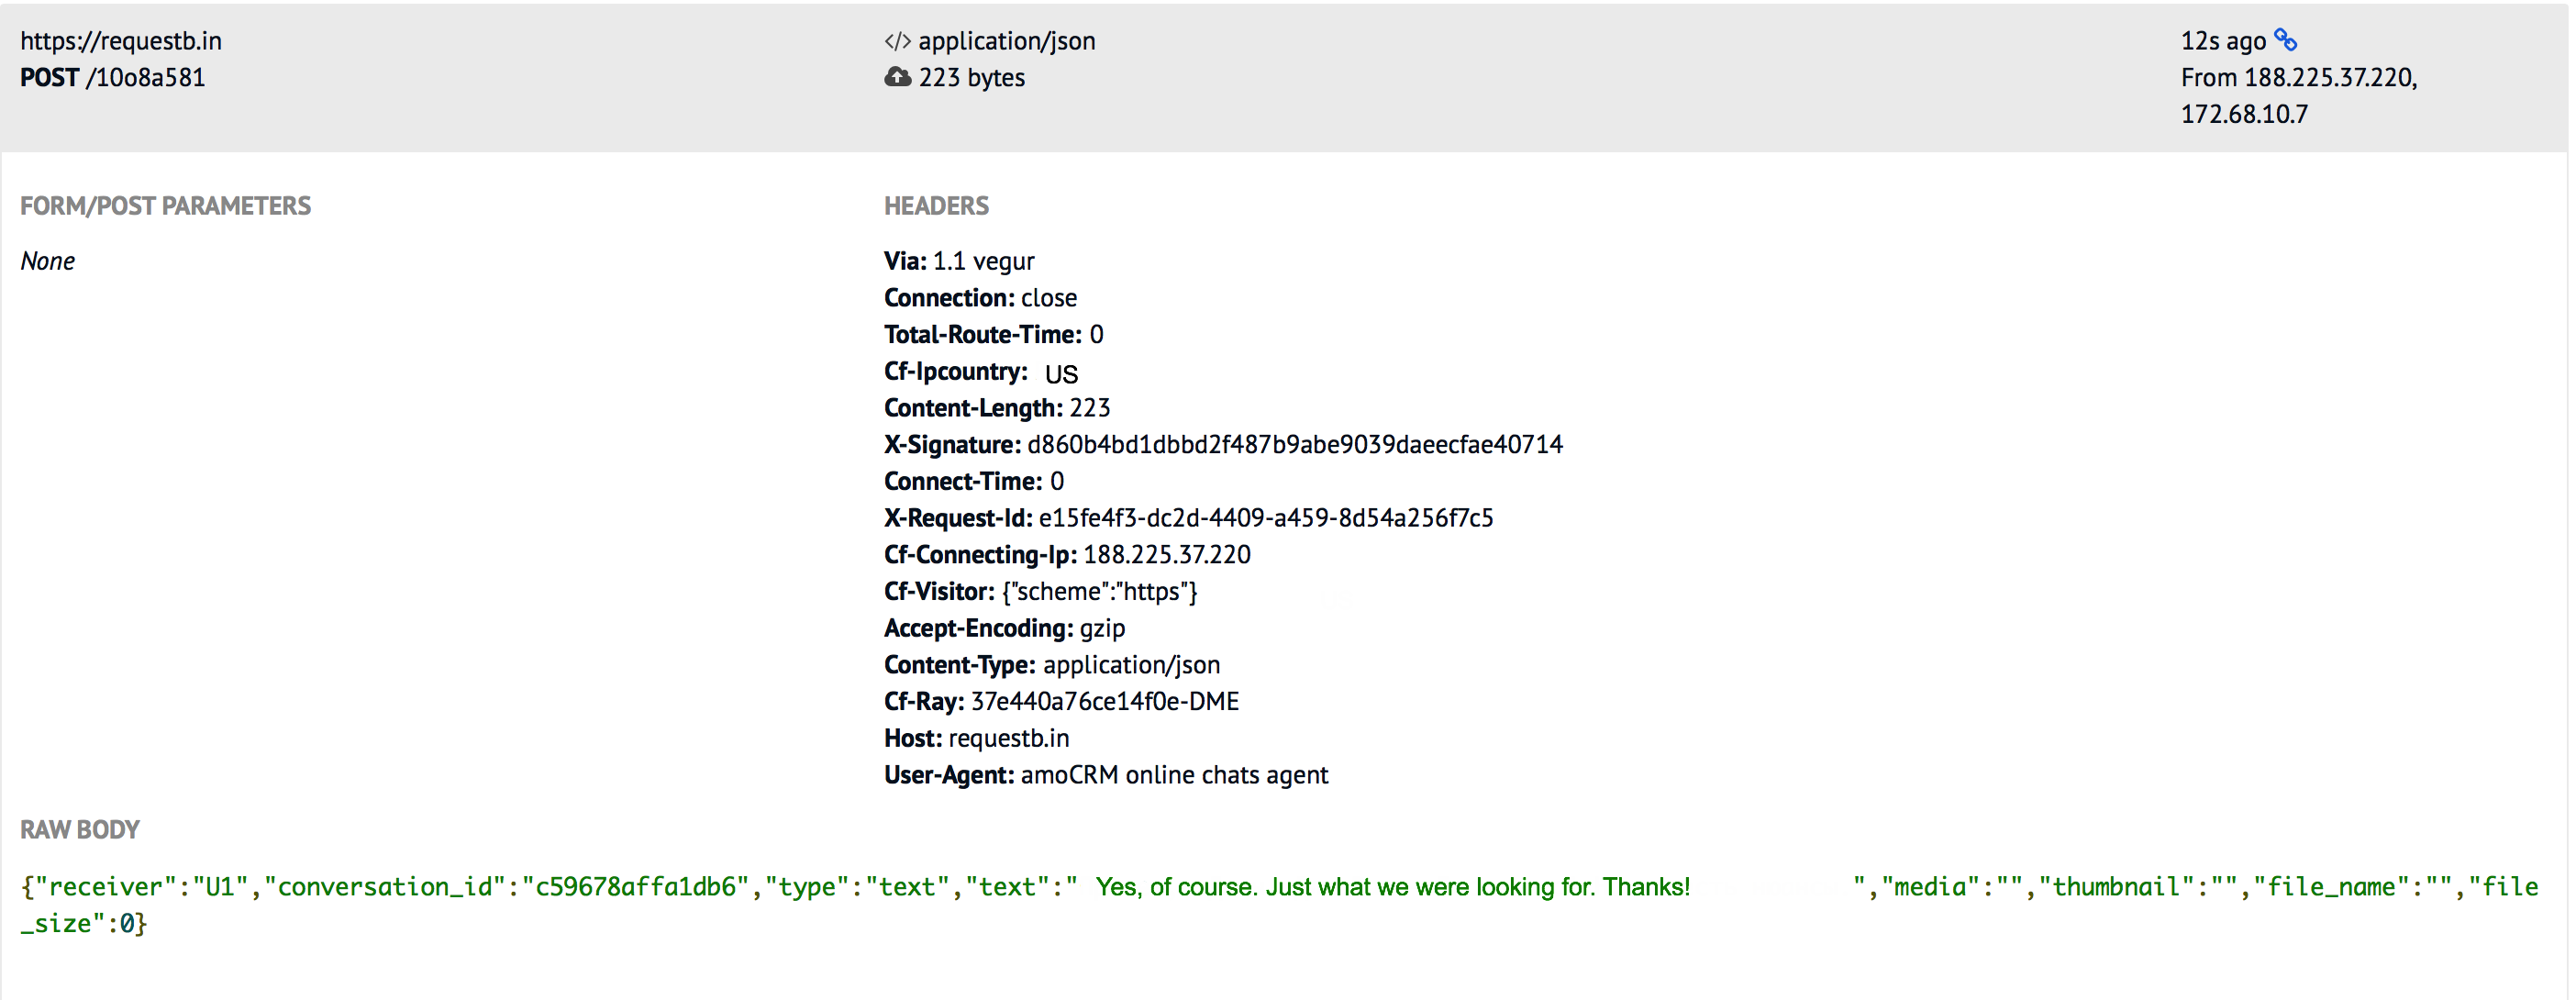 https://requestb.in
POST /10o8a581
application/json
223 bytes
12s ago
From 188.225.37.220,
172.68.10.7
FORM/POST PARAMETERS
None
HEADERS
Via: 1.1 vegur
Connection: close
Total-Route-Time: 0
Cf-Ipcountry: US
Content-Length: 223
X-Signature: d860b4bd1dbbd2f487b9abe9039daeecfae40714
Connect-Time: 0
X-Request-Id: e15fe4f3-dc2d-4409-a459-8d54a256f7c5
Cf-Connecting-Ip: 188.225.37.220
Cf-Visitor: {"scheme":"https"}
Accept-Encoding: gzip
Content-Type: application/json
Cf-Ray: 37e440a76ce14f0e-DME
Host: requestb.in
User-Agent: amoCRM online chats agent
RAW BODY
{"receiver":"U1","conversation_id":"c59678affa1db6","type":"text","text":" Yes, of course. Just what we were looking for. Thanks! ","media":"","thumbnail":"","file_name":"","file
_size":0}